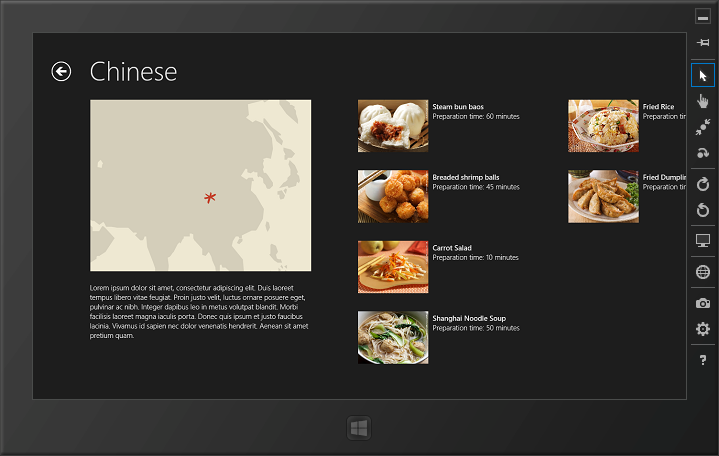 Chinese
Lorem ipsum dolor sit amet, consectetur adipiscing elit. Duis laoreet
tempus libero vitae feugiat. Proin justo velit, luctus ornare posuere eget,
pulvinar ac nibh. Integer dapibus leo in metus volutpat blandit. Morbi
facilisis laoreet magna iaculis porta. Donec quis ipsum et justo faucibus
lacinia. Vivamus id sapien nec dolor venenatis hendrerit. Aenean sit amet
pretium quam.
Steam bun baos
Preparation time: 60 minutes
Breaded shrimp balls
Preparation time: 45 minutes
Carrot Salad
Preparation time: 10 minutes
Shanghai Noodle Soup
Preparation time: 50 minutes
Fried Rice
Preparation
Fried
Preparation
?